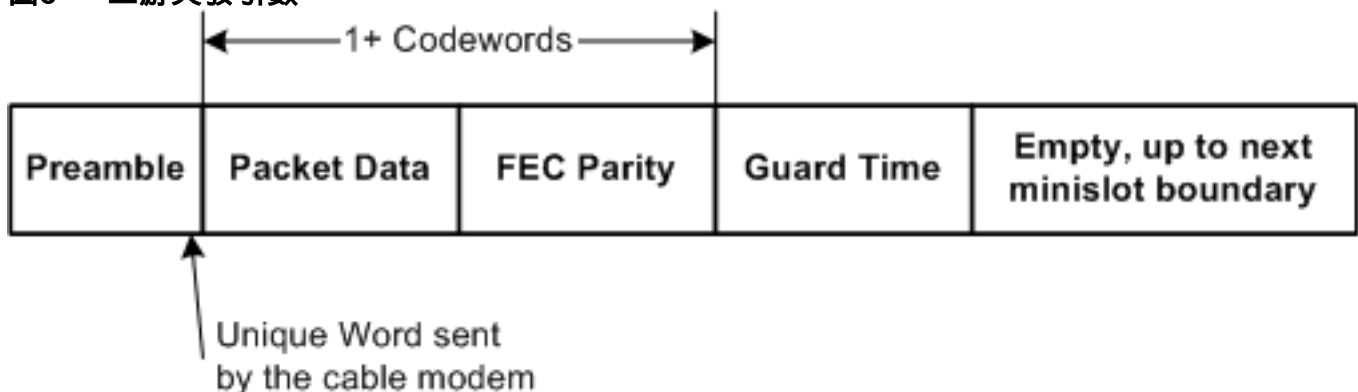 1+ Codewords
Preamble
Packet Data
FEC Parity
Guard Time
Empty, up to next
minislot boundary
Unique Word sent
by the cable modem